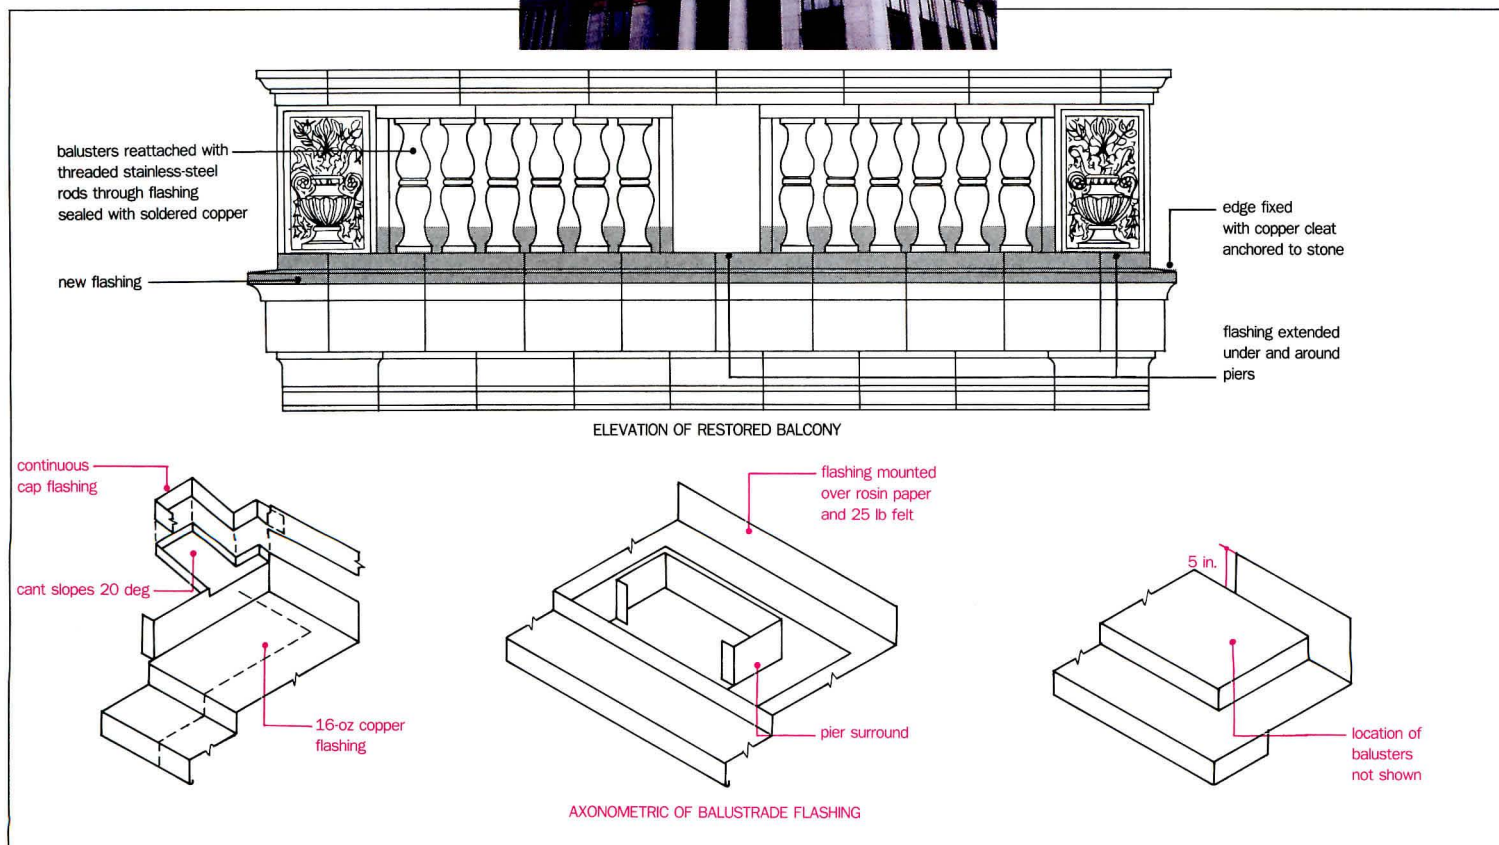 balusters reattached with
threaded stainless-steel
rods through flashing
sealed with soldered copper
new flashing
edge fixed
with copper cleat
anchored to stone
flashing extended
under and around
piers
ELEVATION OF RESTORED BALCONY
continuous
cap flashing
cant slopes 20 deg
16-oz copper
flashing
flashing mounted
over rosin paper
and 25 lb felt
pier surround
5 in.
location of
balusters
not shown
AXONOMETRIC OF BALUSTRADE FLASHING